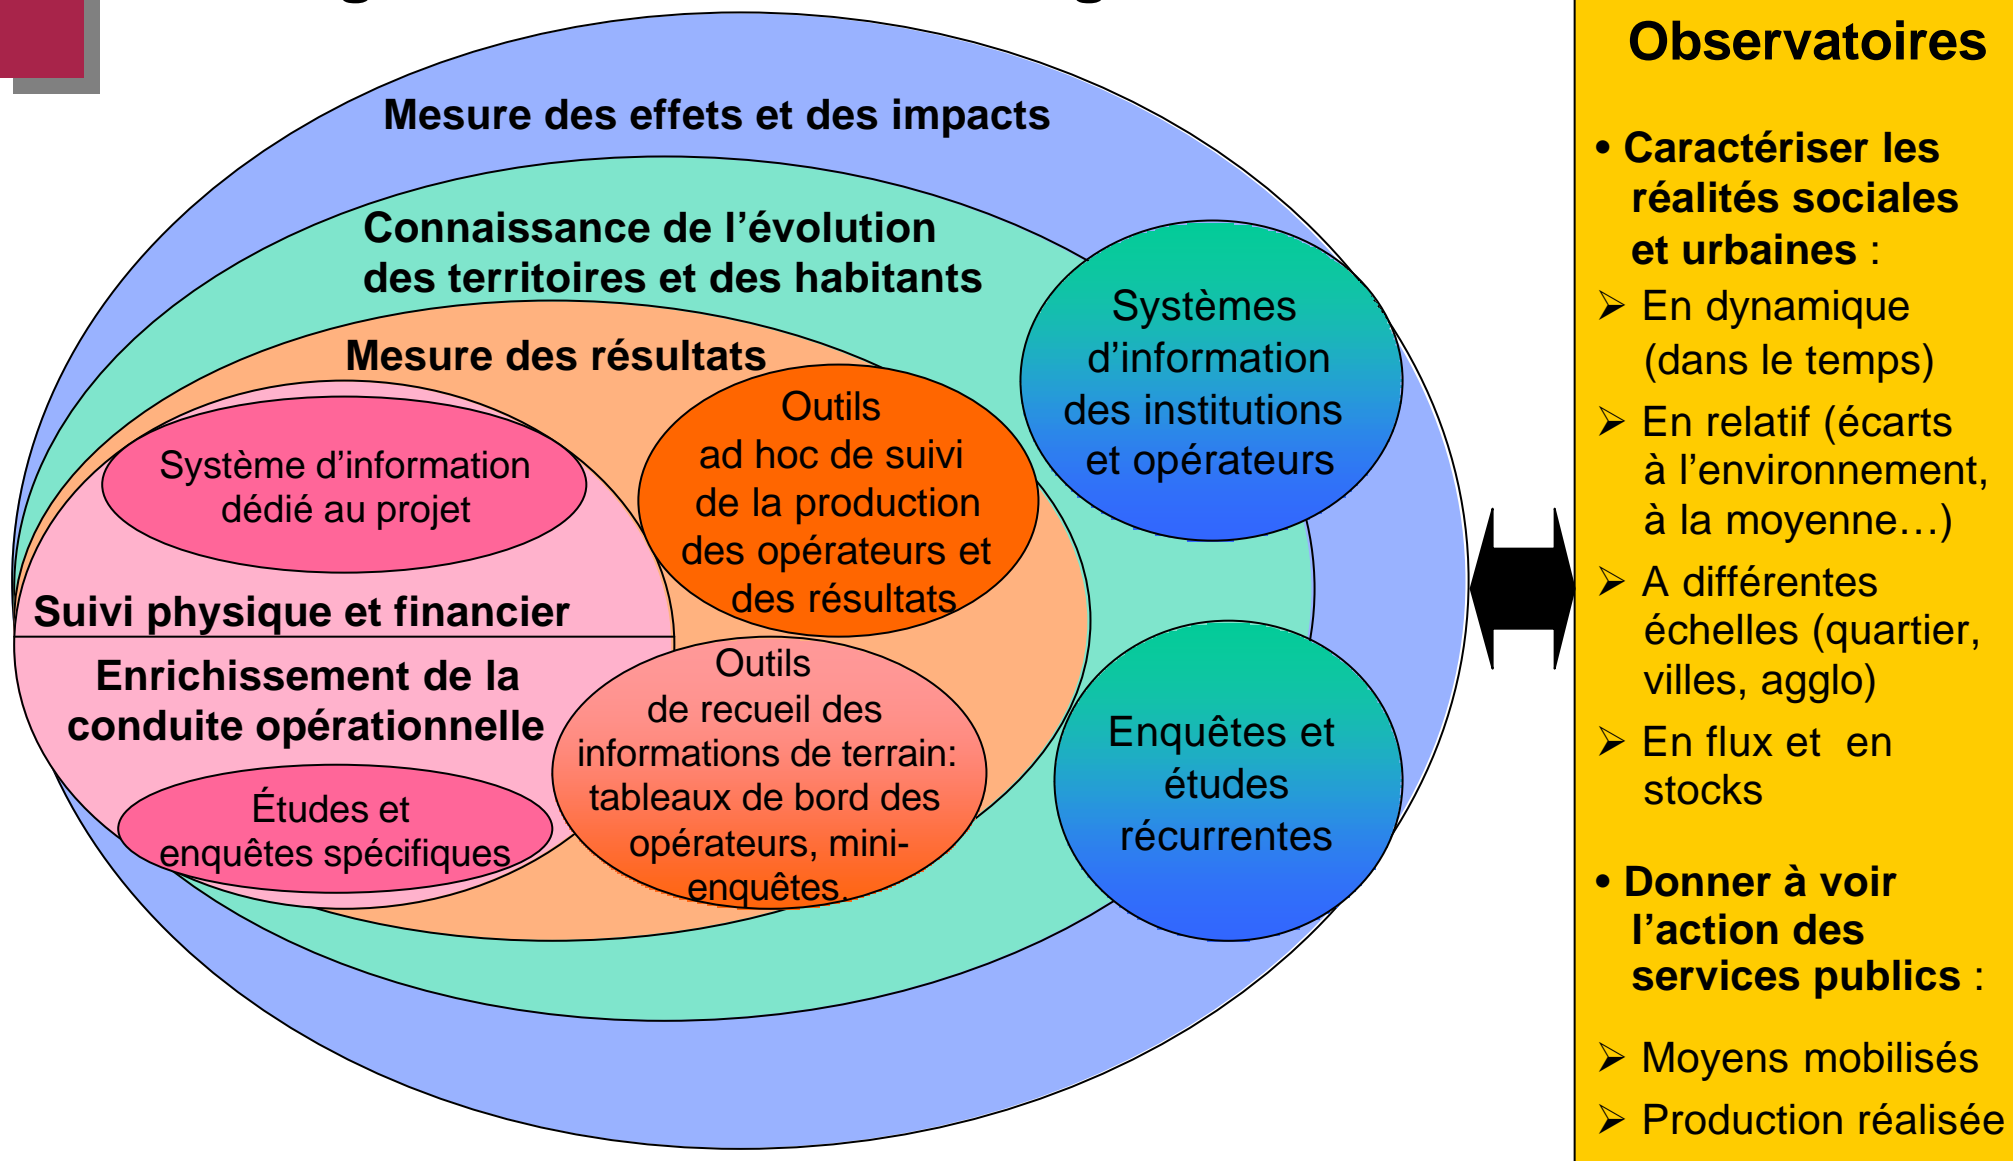 Mesure des effets et des impacts
Connaissance de l’évolution
des territoires et des habitants
Mesure des résultats
Système d’information
dédié au projet
Suivi physique et financier
Enrichissement de la
conduite opérationnelle
Études et
enquêtes spécifiques
Outils
ad hoc de suivi
de la production
des opérateurs et
des résultats
Outils
de recueil des
informations de terrain:
tableaux de bord des
opérateurs, mini-
enquêtes.
Systèmes
d’information
des institutions
et opérateurs
Enquêtes et
études
récurrentes
Observatoires
• Caractériser les
réalités sociales
et urbaines :
➢ En dynamique
(dans le temps)
➢ En relatif (écarts
à l’environnement,
à la moyenne…)
➢ A différentes
échelles (quartier,
villes, agglo)
➢ En flux et en
stocks
• Donner à voir
l’action des
services publics :
➢ Moyens mobilisés
➢ Production réalisée